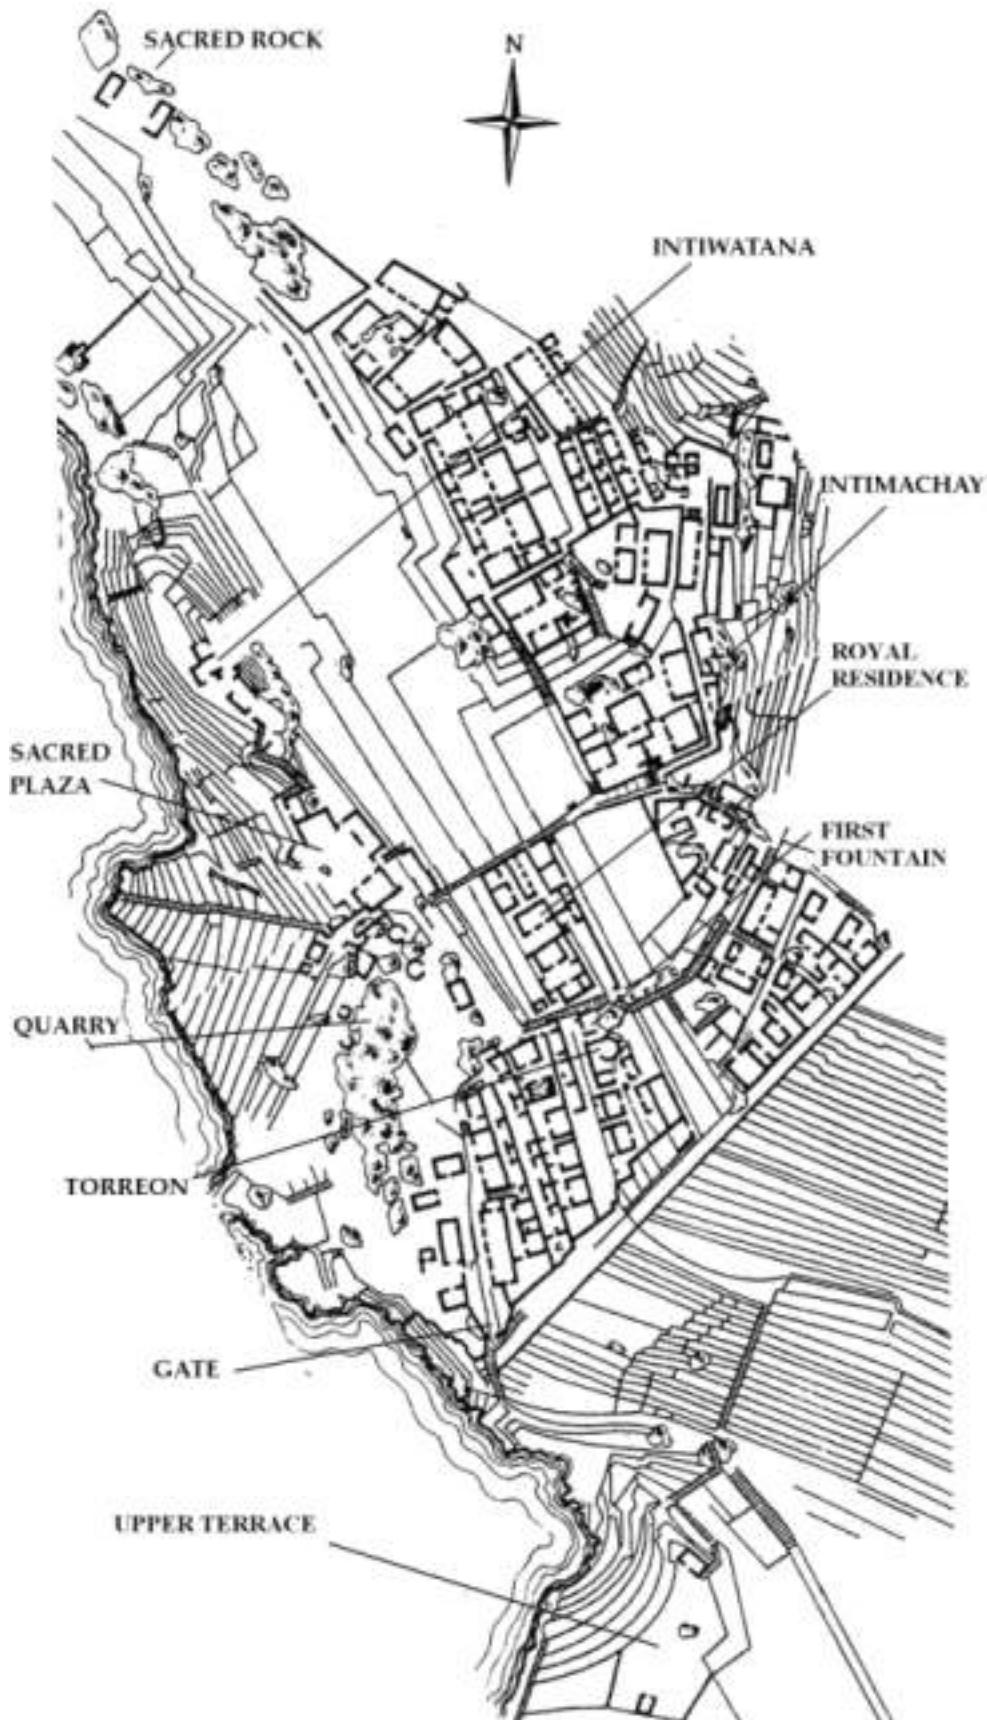 SACRED ROCK
N
INTIWATANA
INTIMACHAY
ROYAL
RESIDENCE
SACRED
PLAZA
FIRST
FOUNTAIN
QUARRY
TORREON
GATE
UPPER TERRACE